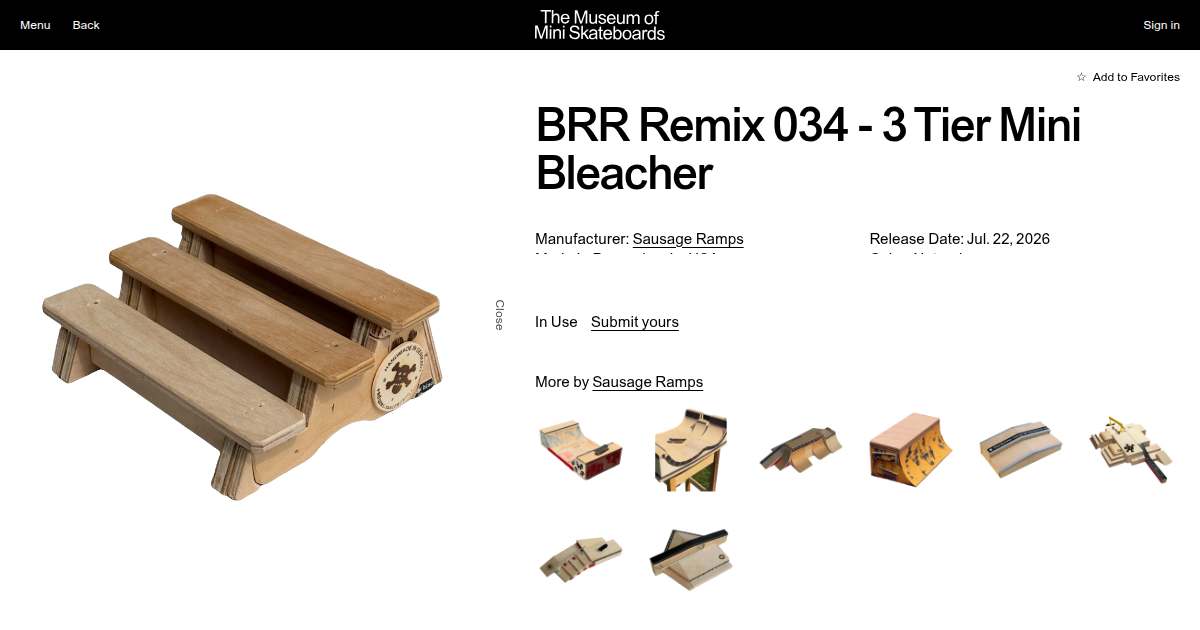 Menu
Back
The Museum of
Mini Skateboards
Sign in
☆ Add to Favorites
BRR Remix 034 - 3 Tier Mini
Bleacher
Manufacturer: Sausage Ramps
Release Date: Jul. 22, 2026
Close
In Use
Submit yours
More by Sausage Ramps